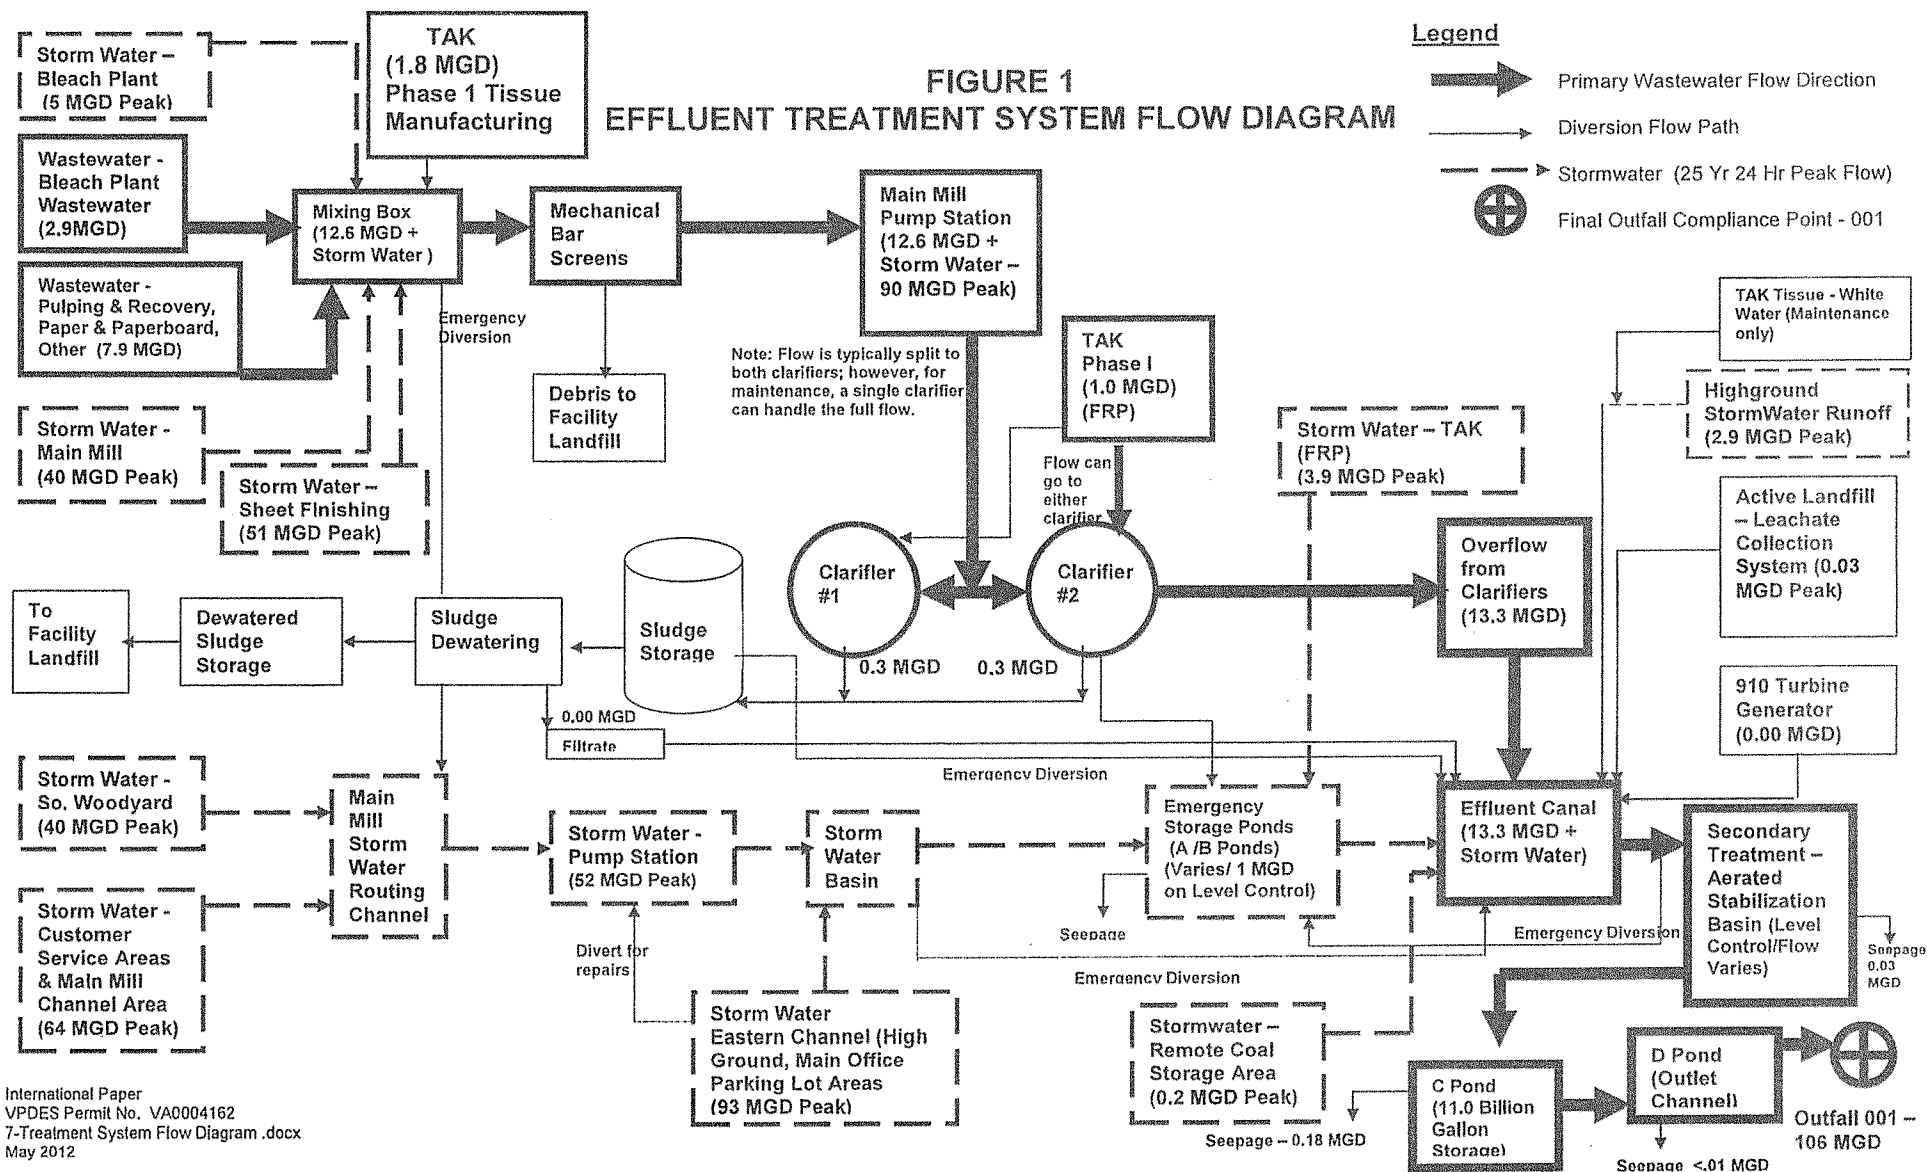 FIGURE 1
EFFLUENT TREATMENT SYSTEM FLOW DIAGRAM
Legend
Primary Wastewater Flow Direction
Diversion Flow Path
Stormwater (25 Yr 24 Hr Peak Flow)
Final Outfall Compliance Point - 001
Storm Water –
Bleach Plant
(5 MGD Peak)
TAK
(1.8 MGD)
Phase 1 Tissue
Manufacturing
Wastewater -
Bleach Plant
Wastewater
(2.9MGD)
Mixing Box
(12.6 MGD +
Storm Water )
Mechanical
Bar
Screens
Main Mill
Pump Station
(12.6 MGD +
Storm Water –
90 MGD Peak)
Wastewater -
Pulping & Recovery,
Paper & Paperboard,
Other (7.9 MGD)
Emergency
Diversion
Debris to
Facility
Landfill
Note: Flow is typically split to
both clarifiers; however, for
maintenance, a single clarifier
can handle the full flow.
TAK
Phase I
(1.0 MGD)
(FRP)
TAK Tissue - White
Water (Maintenance
only)
Highground
StormWater Runoff
(2.9 MGD Peak)
Storm Water -
Main Mill
(40 MGD Peak)
Storm Water –
Sheet Finishing
(51 MGD Peak)
Flow can
go to
either
clarifier
Storm Water – TAK
(FRP)
(3.9 MGD Peak)
Active Landfill
– Leachate
Collection
System (0.03
MGD Peak)
Clarifier
#1
Clarifier
#2
Overflow
from
Clarifiers
(13.3 MGD)
To
Facility
Landfill
Dewatered
Sludge
Storage
Sludge
Dewatering
Sludge
Storage
0.3 MGD
0.3 MGD
910 Turbine
Generator
(0.00 MGD)
0.00 MGD
Filtrate
Emergency Diversion
Storm Water -
So. Woodyard
(40 MGD Peak)
Main
Mill
Storm
Water
Routing
Channel
Storm Water -
Pump Station
(52 MGD Peak)
Storm
Water
Basin
Emergency
Storage Ponds
(A /B Ponds)
(Varies/ 1 MGD
on Level Control)
Effluent Canal
(13.3 MGD +
Storm Water)
Secondary
Treatment –
Aerated
Stabilization
Basin (Level
Control/Flow
Varies)
Storm Water -
Customer
Service Areas
& Main Mill
Channel Area
(64 MGD Peak)
Divert for
repairs
Seepage
Emergency Diversion
Emergency Diversion
Seepage
0.03
MGD
Storm Water
Eastern Channel (High
Ground, Main Office
Parking Lot Areas
(93 MGD Peak)
Stormwater –
Remote Coal
Storage Area
(0.2 MGD Peak)
Seepage – 0.18 MGD
C Pond
(11.0 Billion
Gallon
Storage)
D Pond
(Outlet
Channel)
Seepage <.01 MGD
Outfall 001 –
106 MGD
International Paper
VPDES Permit No. VA0004162
7-Treatment System Flow Diagram .docx
May 2012